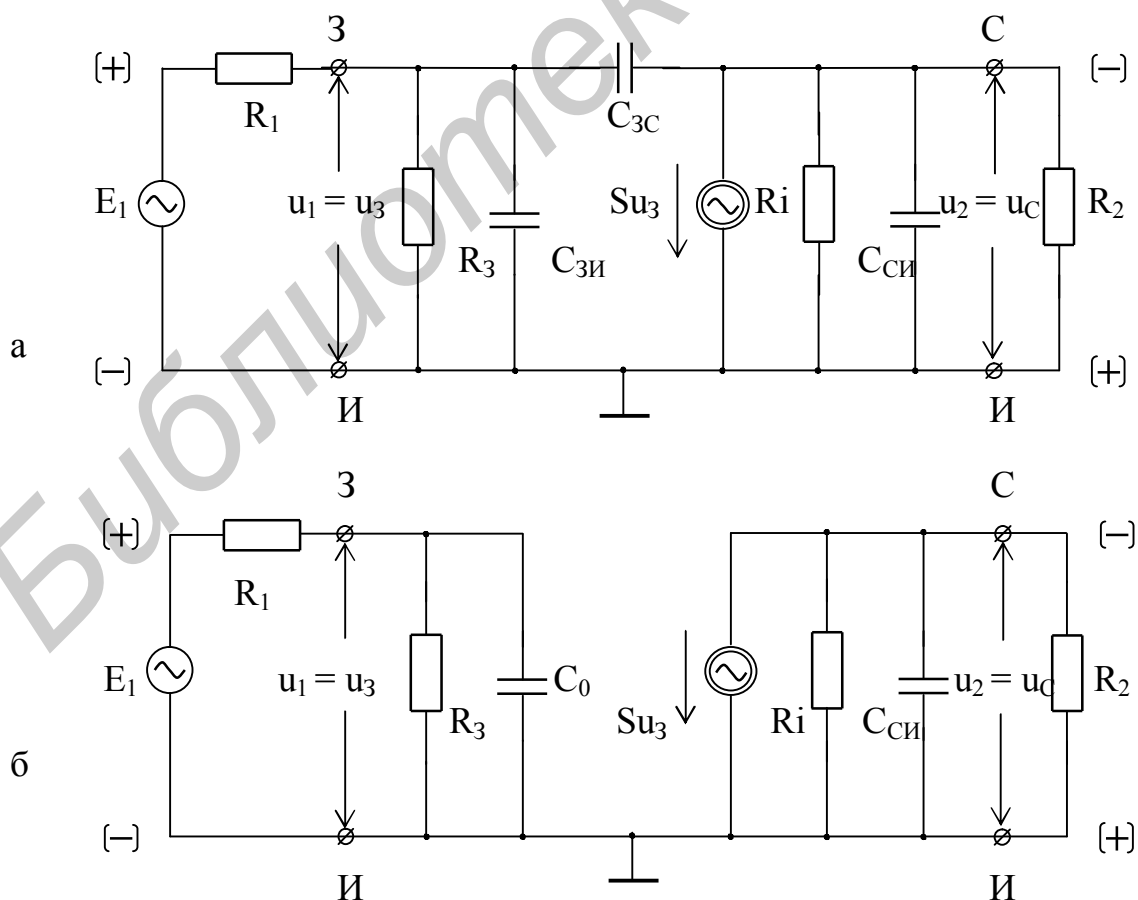 З С
(+) (-)
R₁ C_ЗС
E₁ u₁ = u_З Su_З Ri u₂ = u_С R₂
R_З C_ЗИ C_СИ
а
(-) (+)
И И
З С
(+) (-)
R₁
E₁ u₁ = u_З C₀ u₂ = u_С R₂
R_З Su_З Ri C_СИ
б
(-) (+)
И И
Библиотек